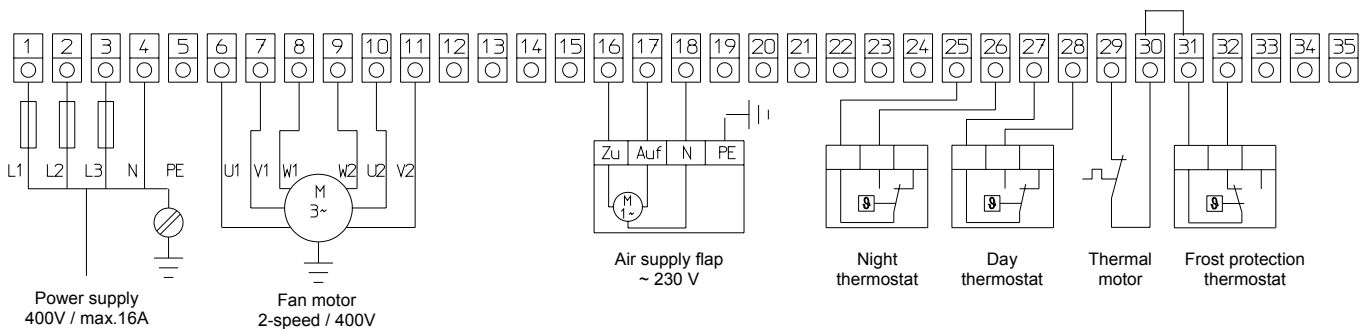 1 2 3 4 5 6 7 8 9 10 11 12 13 14 15 16 17 18 19 20 21 22 23 24 25 26 27 28 29 30 31 32 33 34 35
Zu Auf N PE
L1 L2 L3 N PE U1 V1 W1 W2 U2 V2
M
3~
M
1~
ϑ
ϑ
ϑ
Power supply
400V / max.16A
Fan motor
2-speed / 400V
Air supply flap
~ 230 V
Night
thermostat
Day
thermostat
Thermal
motor
Frost protection
thermostat